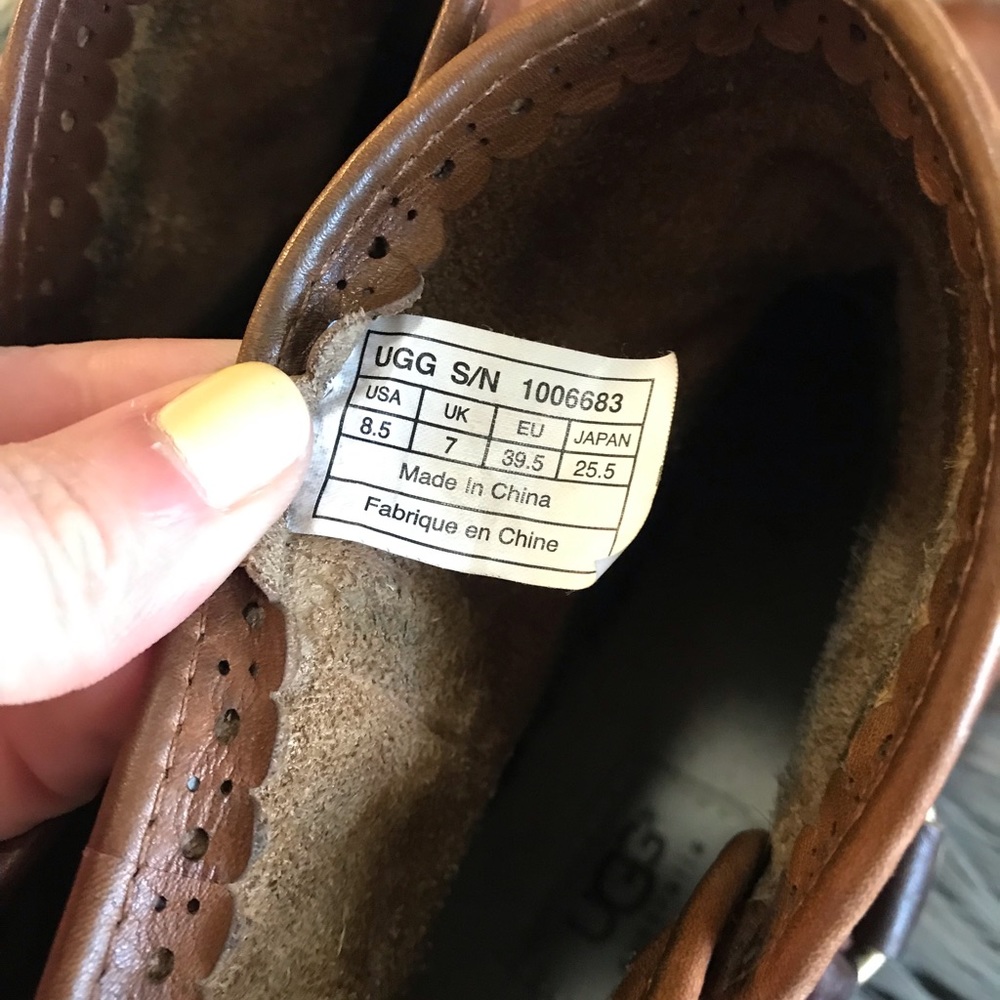 UGG S/N 1006683
USA UK EU JAPAN
8.5 7 39.5 25.5
Made In China
Fabrique en Chine
UGG